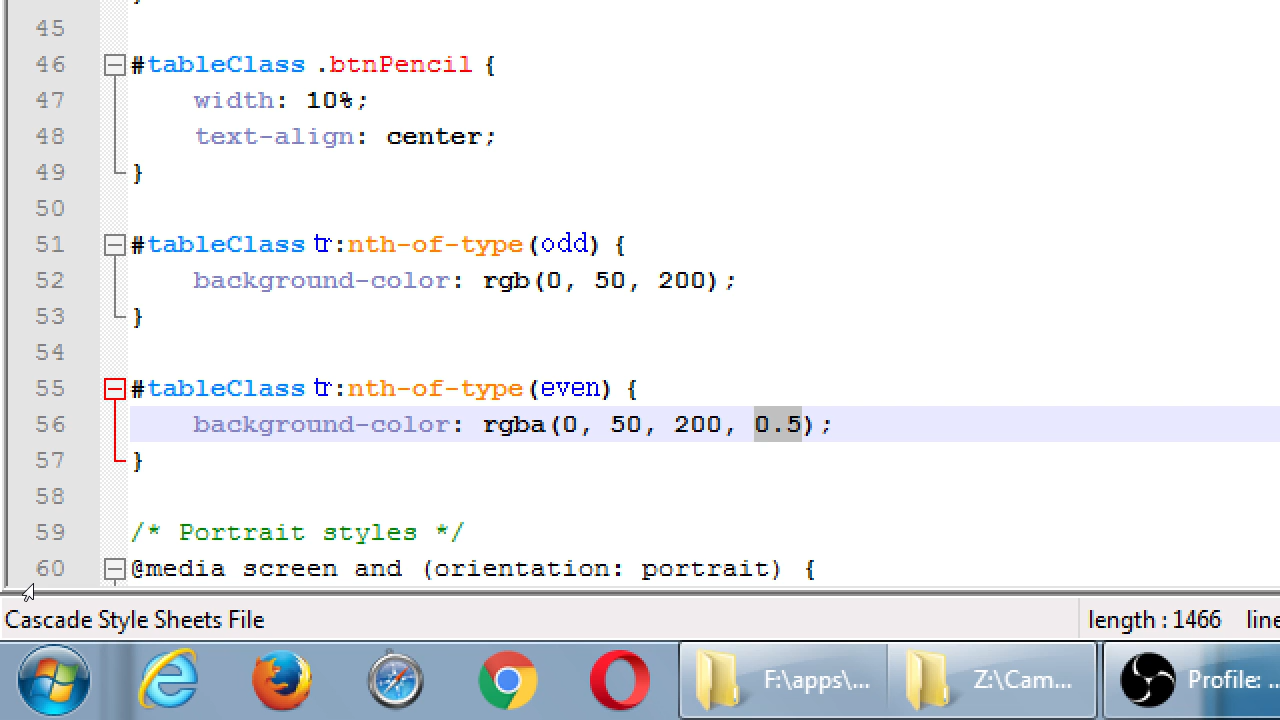 45
46 #tableClass .btnPencil {
47 width: 10%;
48 text-align: center;
49 }
50
51 #tableClass tr:nth-of-type(odd) {
52 background-color: rgb(0, 50, 200);
53 }
54
55 #tableClass tr:nth-of-type(even) {
56 background-color: rgba(0, 50, 200, 0.5);
57 }
58
59 /* Portrait styles */
60 @media screen and (orientation: portrait) {
Cascade Style Sheets File length : 1466 line
F:\apps\... Z:\Cam... Profile: ...